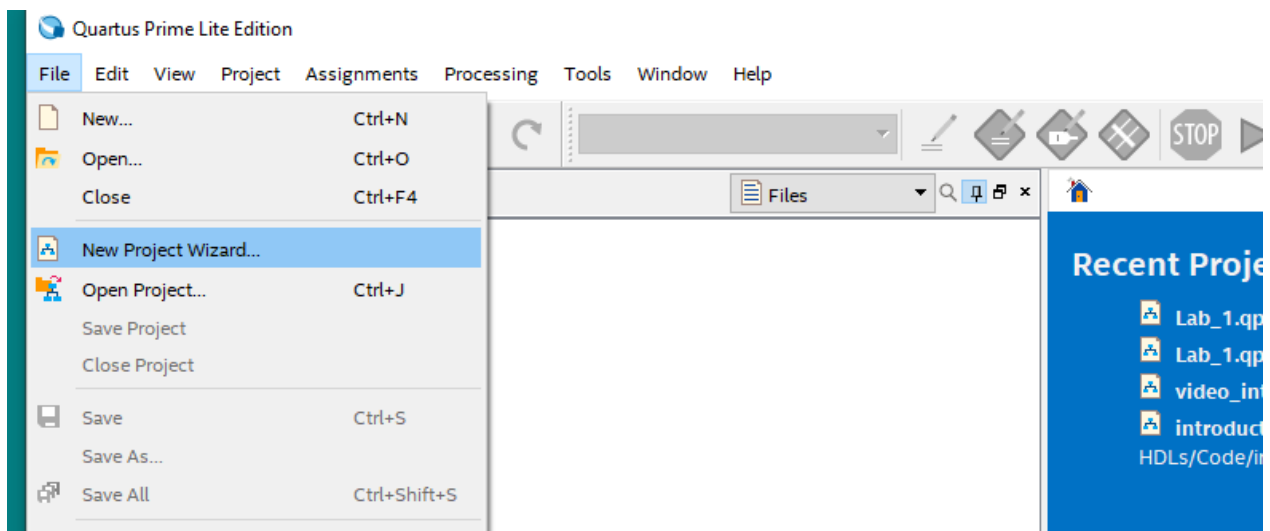 Quartus Prime Lite Edition
File Edit View Project Assignments Processing Tools Window Help
New... Ctrl+N
Open... Ctrl+O
Close Ctrl+F4
New Project Wizard...
Open Project... Ctrl+J
Save Project
Close Project
Save Ctrl+S
Save As...
Save All Ctrl+Shift+S
STOP
Files
Recent Proje
Lab_1.qp
Lab_1.qp
video_int
introduct
HDLs/Code/i